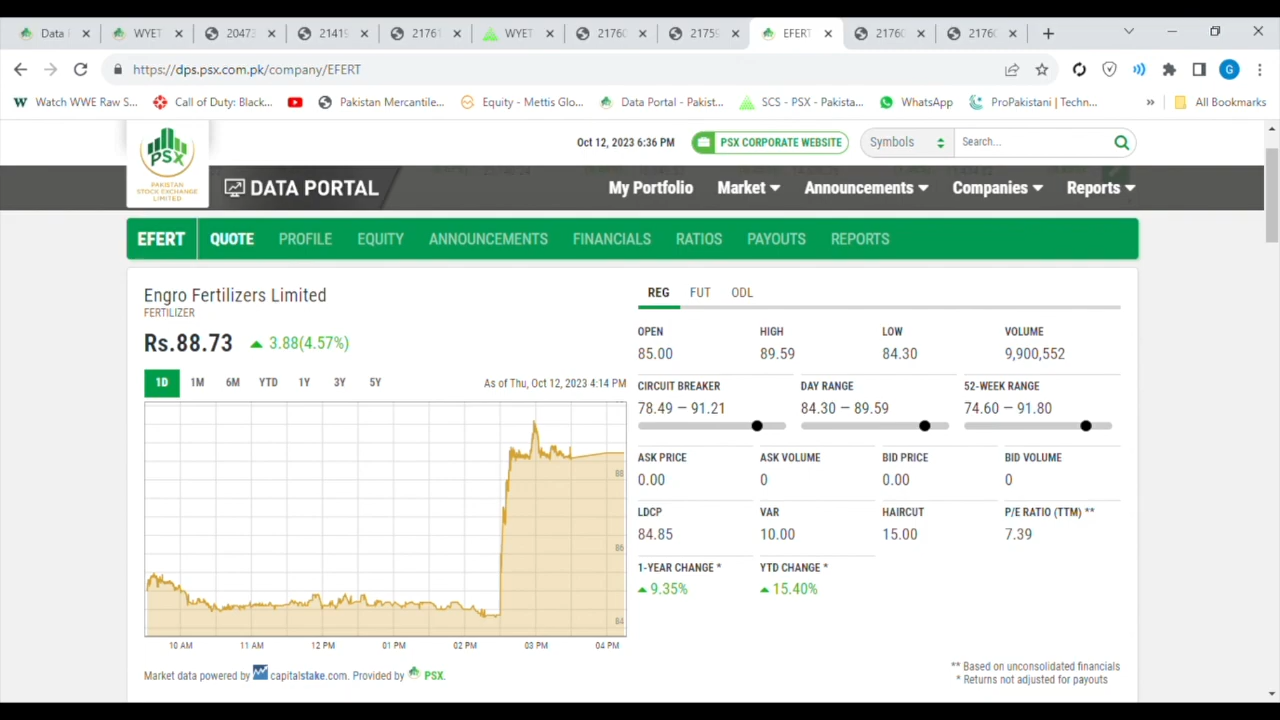 Data
WYET
2047
2141
2176
WYET
2176
2175
EFERT
2176
2176
https://dps.psx.com.pk/company/EFERT
G
W Watch WWE Raw S...
Call of Duty: Black...
Pakistan Mercantile...
Equity - Mettis Glo...
Data Portal - Pakist...
SCS - PSX - Pakista...
WhatsApp
ProPakistani | Techn...
»
All Bookmarks
PSX
PAKISTAN
STOCK EXCHANGE
LIMITED
Oct 12, 2023 6:36 PM
PSX CORPORATE WEBSITE
Symbols
Search...
DATA PORTAL
My Portfolio
Market
Announcements
Companies
Reports
EFERT QUOTE PROFILE EQUITY ANNOUNCEMENTS FINANCIALS RATIOS PAYOUTS REPORTS
Engro Fertilizers Limited
FERTILIZER
Rs.88.73 3.88(4.57%)
1D 1M 6M YTD 1Y 3Y 5Y
As of Thu, Oct 12, 2023 4:14 PM
88
86
84
10 AM 11 AM 12 PM 01 PM 02 PM 03 PM 04 PM
Market data powered by capitalstake.com. Provided by PSX.
REG FUT ODL
OPEN HIGH LOW VOLUME
85.00 89.59 84.30 9,900,552
CIRCUIT BREAKER DAY RANGE 52-WEEK RANGE
78.49 — 91.21 84.30 — 89.59 74.60 — 91.80
ASK PRICE ASK VOLUME BID PRICE BID VOLUME
0.00 0 0.00 0
LDCP VAR HAIRCUT P/E RATIO (TTM) **
84.85 10.00 15.00 7.39
1-YEAR CHANGE * YTD CHANGE *
9.35% 15.40%
** Based on unconsolidated financials
* Returns not adjusted for payouts